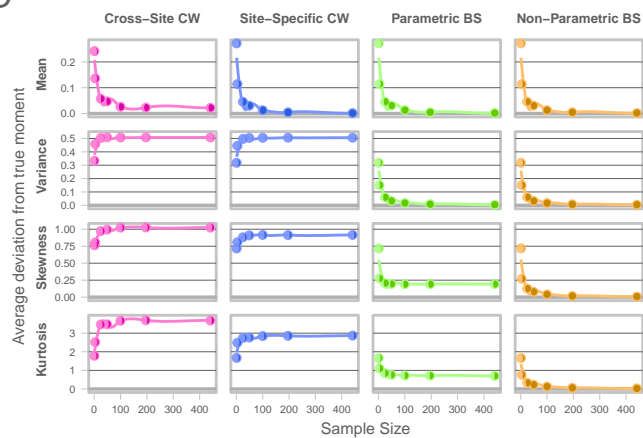 Cross−Site CW Site−Specific CW Parametric BS Non−Parametric BS
Average deviation from true moment
Mean
0.2
0.1
0.0
Variance
0.5
0.4
0.3
0.2
0.1
0.0
Skewness
1.00
0.75
0.50
0.25
0.00
Kurtosis
3
2
1
0
0 100 200 300 400 0 100 200 300 400 0 100 200 300 400 0 100 200 300 400
Sample Size